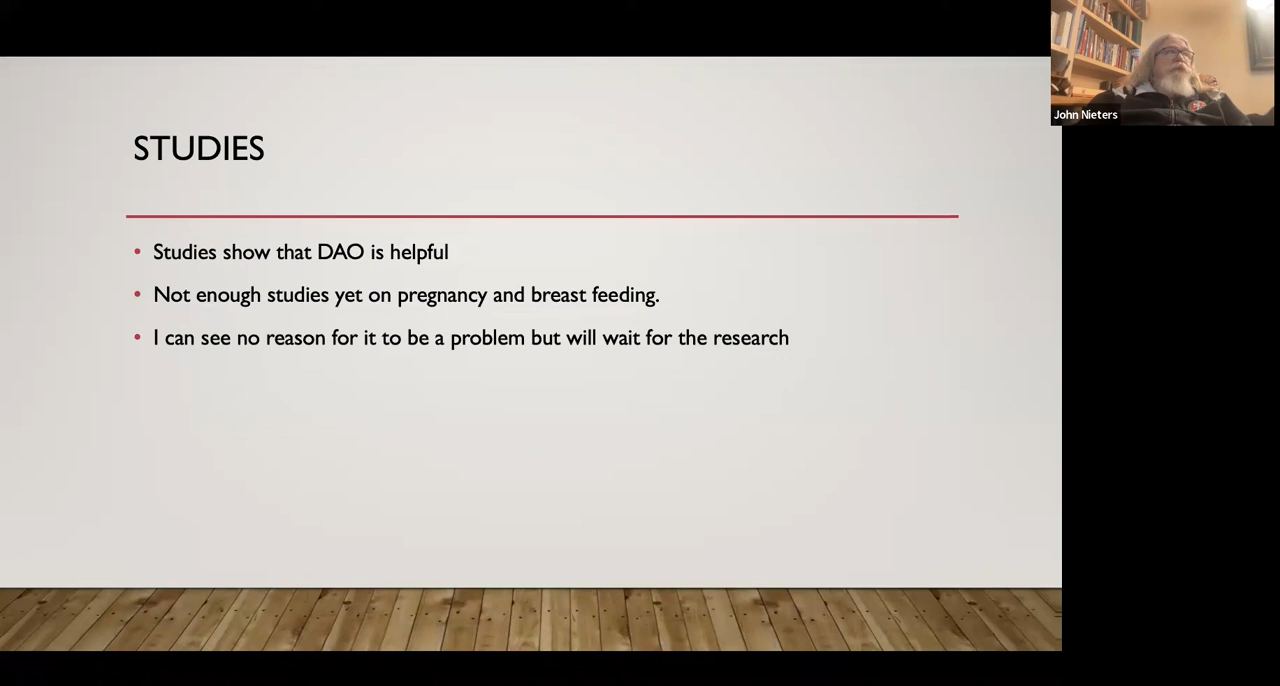 STUDIES
Studies show that DAO is helpful
Not enough studies yet on pregnancy and breast feeding.
I can see no reason for it to be a problem but will wait for the research
John Nieters